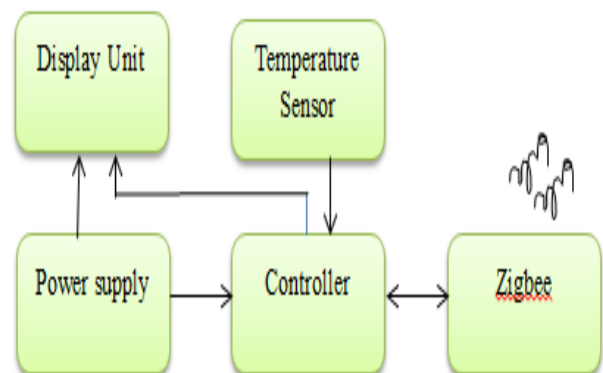 Display Unit
Temperature
Sensor
Power supply
Controller
Zigbee